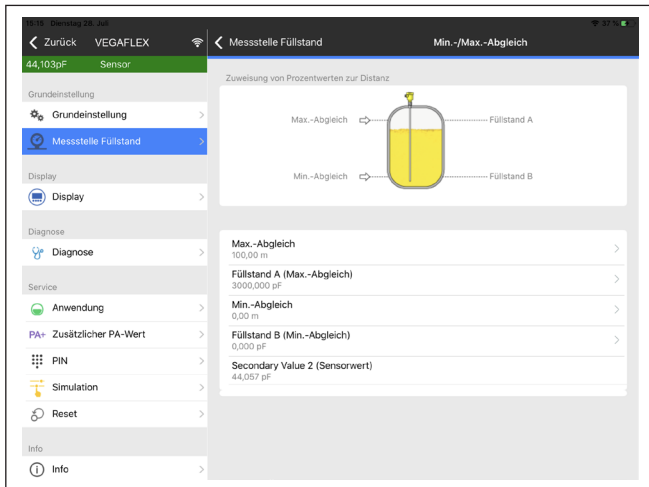 15:15 Dienstag 28. Juli
37 %
Zurück VEGAFLEX
Messstelle Füllstand
Min.-/Max.-Abgleich
44,103pF Sensor
Grundeinstellung
Grundeinstellung
Messstelle Füllstand
Display
Display
Diagnose
Diagnose
Service
Anwendung
PA+ Zusätzlicher PA-Wert
PIN
Simulation
Reset
Info
Info
Zuweisung von Prozentwerten zur Distanz
Max.-Abgleich
Füllstand A
Min.-Abgleich
Füllstand B
Max.-Abgleich
100,00 m
Füllstand A (Max.-Abgleich)
3000,000 pF
Min.-Abgleich
0,00 m
Füllstand B (Min.-Abgleich)
0,000 pF
Secondary Value 2 (Sensorwert)
44,057 pF